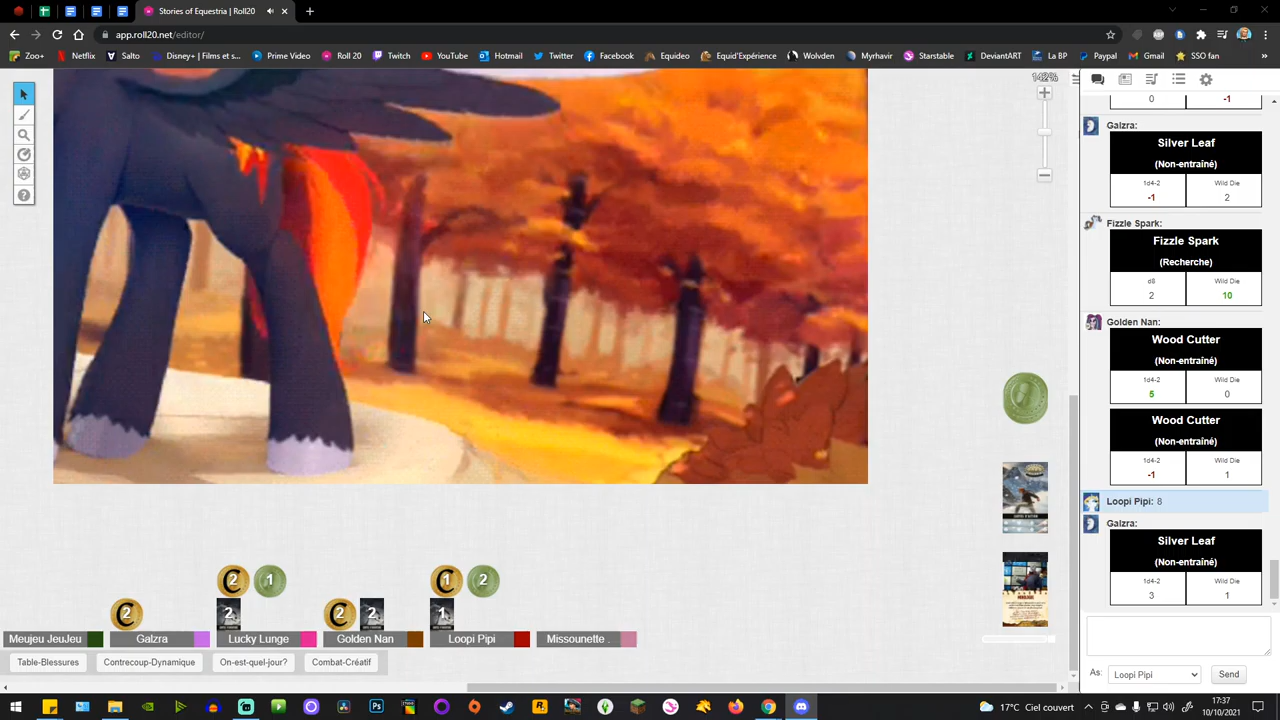 Stories of Equestria | Roll20
app.roll20.net/editor/
Zoo+
Netflix
Salto
Disney+ | Films et s...
Prime Video
Roll 20
Twitch
YouTube
Hotmail
Twitter
Facebook
Equideo
Equid'Expérience
Wolvden
Myrhavir
Starstable
DeviantART
La BP
Paypal
Gmail
SSO fan
142%
0
-1
Galzra:
Silver Leaf
(Non-entraîné)
1d4-2
Wild Die
-1
2
Fizzle Spark:
Fizzle Spark
(Recherche)
d8
Wild Die
2
10
Golden Nan:
Wood Cutter
(Non-entraîné)
1d4-2
Wild Die
5
0
Wood Cutter
(Non-entraîné)
1d4-2
Wild Die
-1
1
Loopi Pipi: 8
Galzra:
Silver Leaf
(Non-entraîné)
1d4-2
Wild Die
3
1
As:
Loopi Pipi
Send
2
1
1
2
2
2
2
2
1
Meujeu JeuJeu
Galzra
Lucky Lunge
Golden Nan
Loopi Pipi
Missounette .
Table-Blessures
Contrecoup-Dynamique
On-est-quel-jour?
Combat-Créatif
17°C Ciel couvert
17:37
10/10/2021